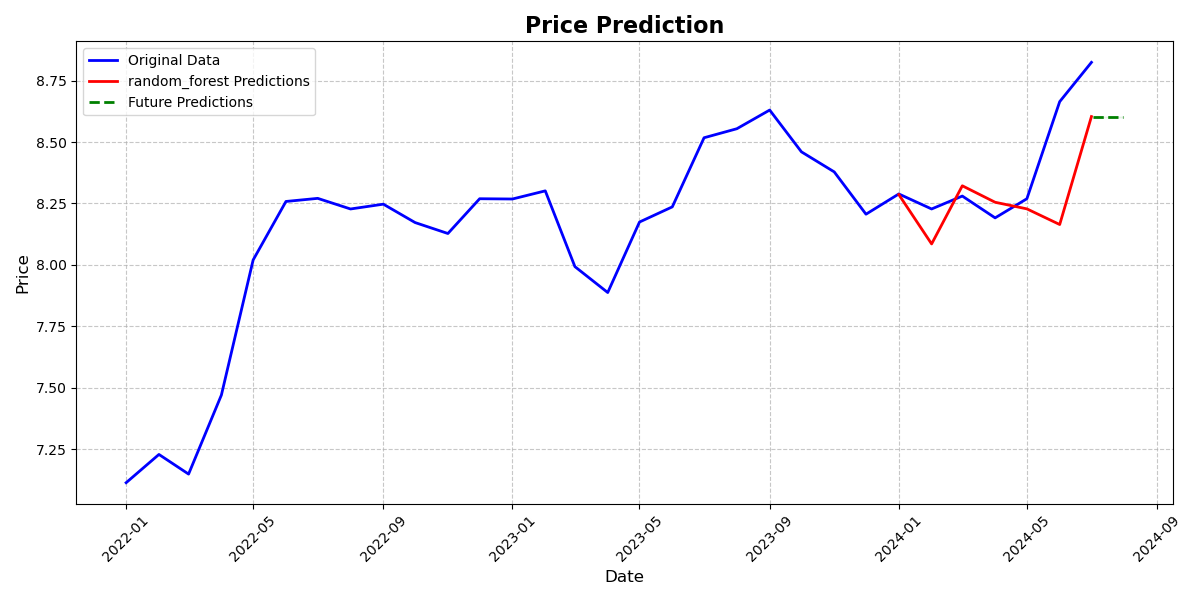 Price Prediction
Original Data
random_forest Predictions
Future Predictions
Price
8.75
8.50
8.25
8.00
7.75
7.50
7.25
2022-01
2022-05
2022-09
2023-01
2023-05
2023-09
2024-01
2024-05
2024-09
Date